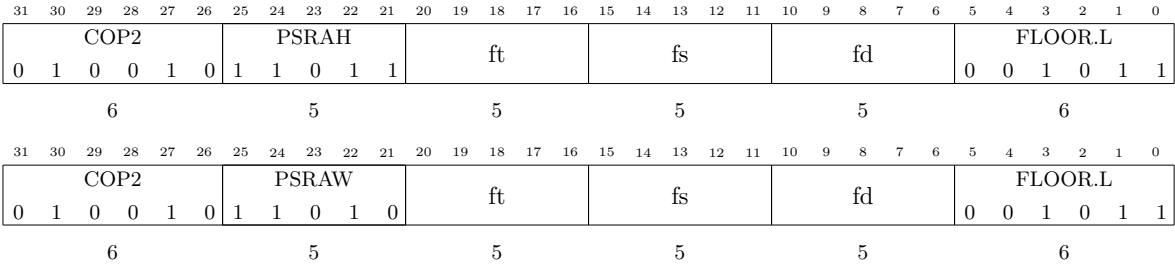 31 30 29 28 27 26 25 24 23 22 21 20 19 18 17 16 15 14 13 12 11 10 9 8 7 6 5 4 3 2 1 0
COP2 PSRAH ft fs fd FLOOR.L
0 1 0 0 1 0 1 1 0 1 1 0 0 1 0 1 1
6 5 5 5 5 6
31 30 29 28 27 26 25 24 23 22 21 20 19 18 17 16 15 14 13 12 11 10 9 8 7 6 5 4 3 2 1 0
COP2 PSRAW ft fs fd FLOOR.L
0 1 0 0 1 0 1 1 0 1 0 0 0 1 0 1 1
6 5 5 5 5 6